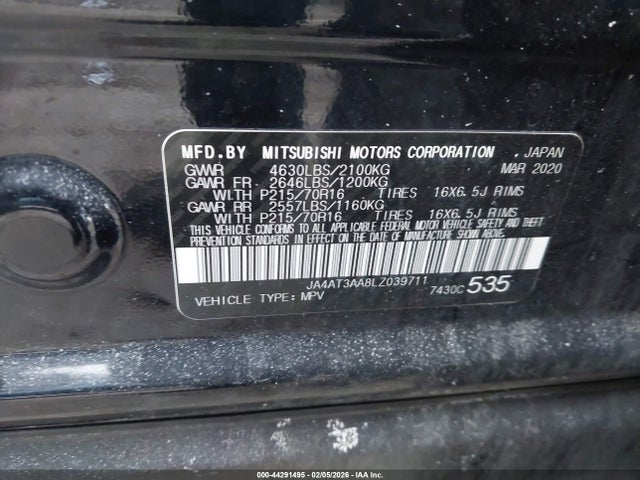 MFD.BY MITSUBISHI MOTORS CORPORATION , JAPAN
GVWR 4630LBS/2100KG MAR 2020
GAWR FR 2646LBS/1200KG
WITH P215/70R16 TIRES 16X6.5J RIMS
GAWR RR 2557LBS/1160KG
WITH P215/70R16 TIRES 16X6.5J RIMS
THIS VEHICLE CONFORMS TO ALL APPLICABLE FEDERAL MOTOR VEHICLE SAFETY AND THEFT
PREVENTION STANDARDS IN EFFECT ON THE DATE OF MANUFACTURE SHOWN ABOVE.
JA4AT3AA8LZ039711
VEHICLE TYPE:MPV 7430C 535
000-44291495 02/05/2026 ©IAA Inc.